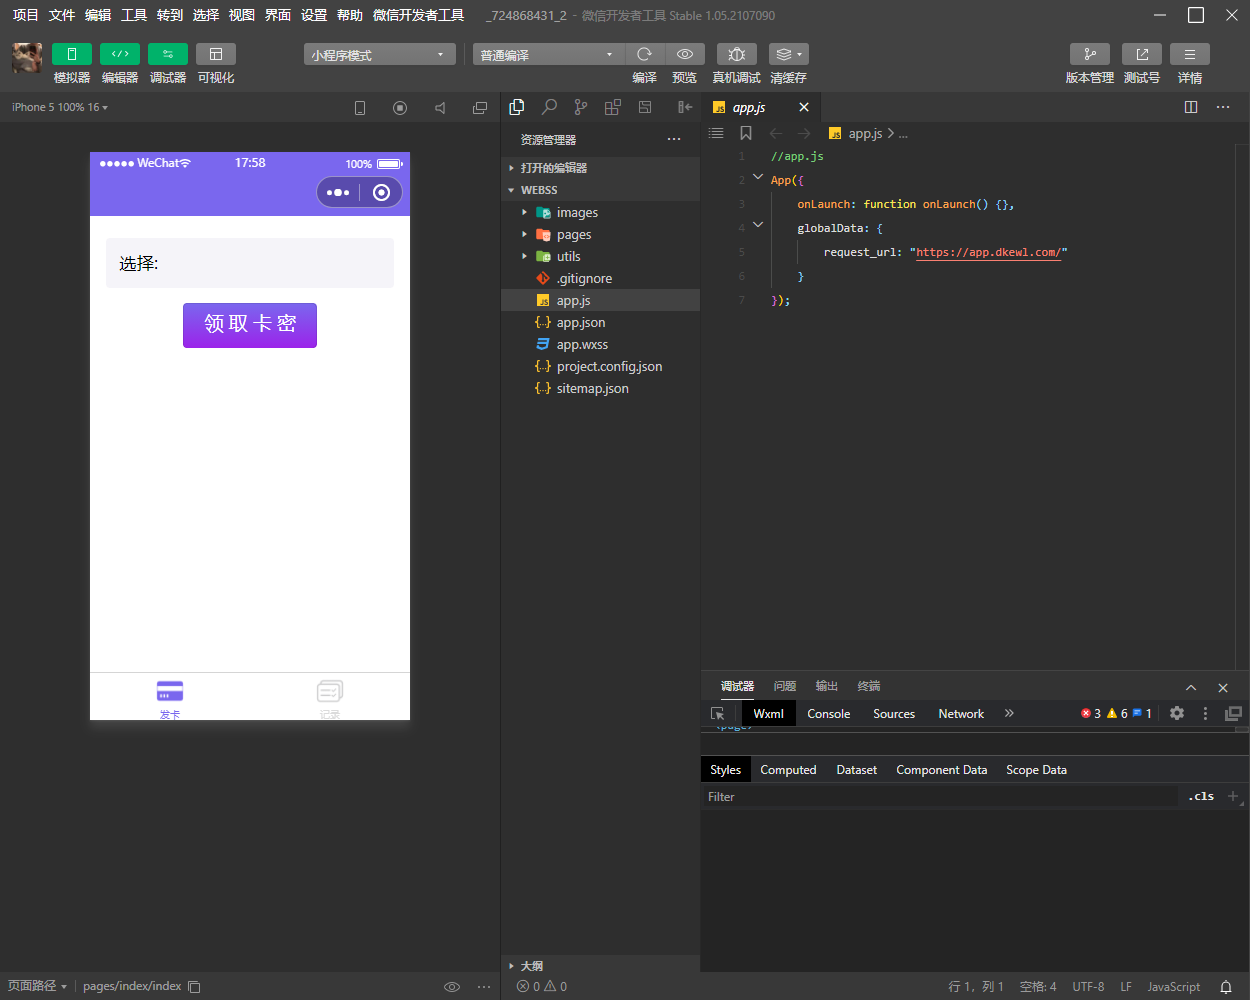 项目 文件 编辑 工具 转到 选择 视图 界面 设置 帮助 微信开发者工具 _724868431_2 - 微信开发者工具 Stable 1.05.2107090
模拟器 编辑器 调试器 可视化
小程序模式
普通编译
编译 预览 真机调试 清缓存
版本管理 测试号 详情
iPhone 5 100% 16
WeChat 17:58 100%
选择:
领取卡密
发卡 记录
页面路径 pages/index/index
资源管理器
打开的编辑器
WEBSS
images
pages
utils
.gitignore
JS app.js
{..} app.json
app.wxss
{..} project.config.json
{..} sitemap.json
大纲
0 0
JS app.js
JS app.js > ...
1 //app.js
2 App({
3 onLaunch: function onLaunch() {},
4 globalData: {
5 request_url: "https://app.dkewl.com/"
6 }
7 });
调试器 问题 输出 终端
Wxml Console Sources Network » 3 6 1
<page>
Styles Computed Dataset Component Data Scope Data
Filter .cls +
行 1，列 1 空格: 4 UTF-8 LF JavaScript